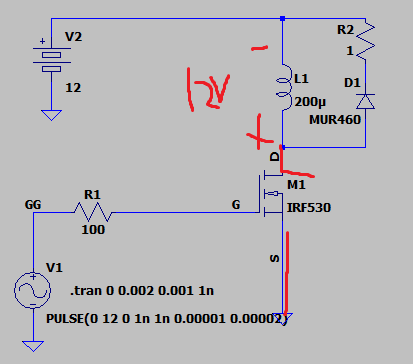 V2
12
R2
1
L1
200µ
D1
MUR460
hv
D
M1
IRF530
G
S
GG
R1
100
V1
.tran 0 0.002 0.001 1n
PULSE(0 12 0 1n 1n 0.00001 0.00002)